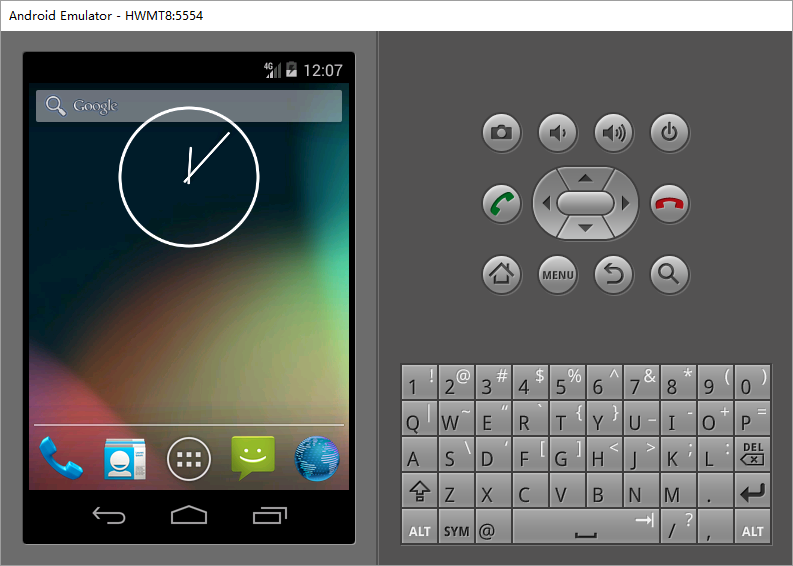 Android Emulator - HWMT8:5554
4G 12:07
Google
MENU
1 ! 2 @ 3 # 4 $ 5 % 6 ^ 7 & 8 * 9 ( 0 )
Q | W ~ E “ R ` T { Y } U _ I - O + P =
A S \ D ‘ F [ G ] H < J > K ; L : DEL
Z X C V B N M .
ALT SYM @ / ? , ALT